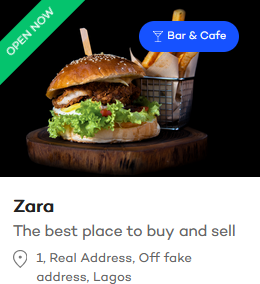 OPEN NOW
Bar & Cafe
Zara
The best place to buy and sell
1, Real Address, Off fake
address, Lagos